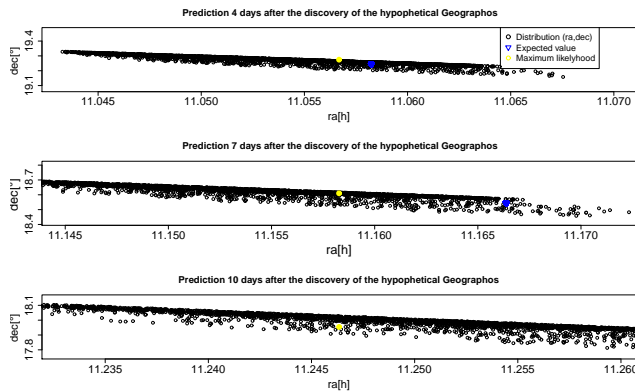 Prediction 4 days after the discovery of the hypophetical Geographos
dec[°]
19.1 19.4
Distribution (ra,dec)
Expected value
Maximum likelyhood
11.045 11.050 11.055 11.060 11.065 11.070
ra[h]
Prediction 7 days after the discovery of the hypophetical Geographos
dec[°]
18.4 18.7
11.145 11.150 11.155 11.160 11.165 11.170
ra[h]
Prediction 10 days after the discovery of the hypophetical Geographos
dec[°]
17.8 18.1
11.235 11.240 11.245 11.250 11.255 11.260
ra[h]